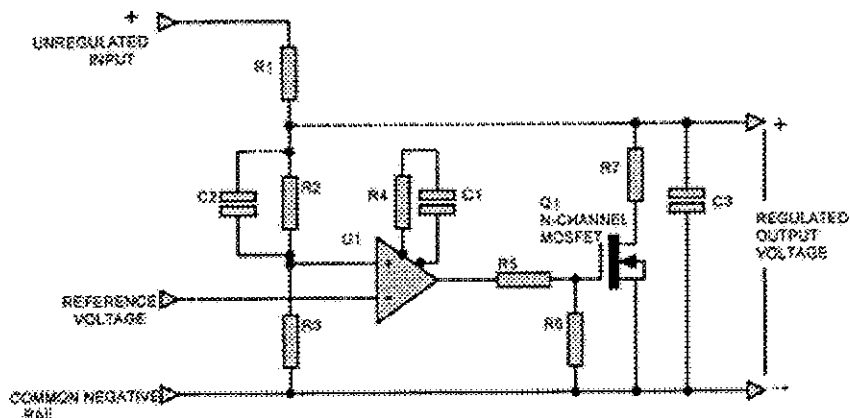 +
UNREGULATED
INPUT
R1
+
C2
R2
R4
C1
R7
Q1
N-CHANNEL
MOSFET
C3
REGULATED
OUTPUT
VOLTAGE
U1
+
-
R5
REFERENCE
VOLTAGE
R3
R6
COMMON NEGATIVE
RAIL